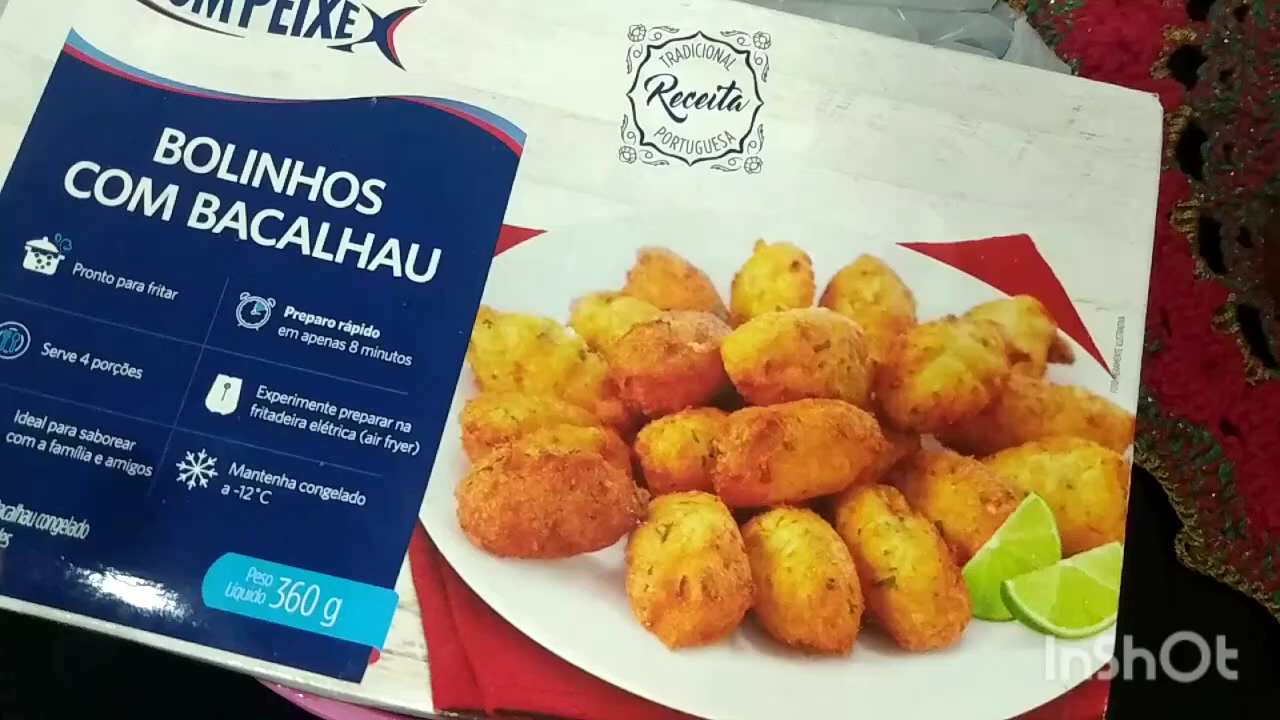 OMPEIXE
TRADICIONAL
Receita
PORTUGUESA
BOLINHOS
COM BACALHAU
Pronto para fritar
Preparo rápido
em apenas 8 minutos
Serve 4 porções
Experimente preparar na
fritadeira elétrica (air fryer)
Ideal para saborear
com a família e amigos
Mantenha congelado
a -12°C
acalhau congelado
Peso
Líquido 360 g
InShOt